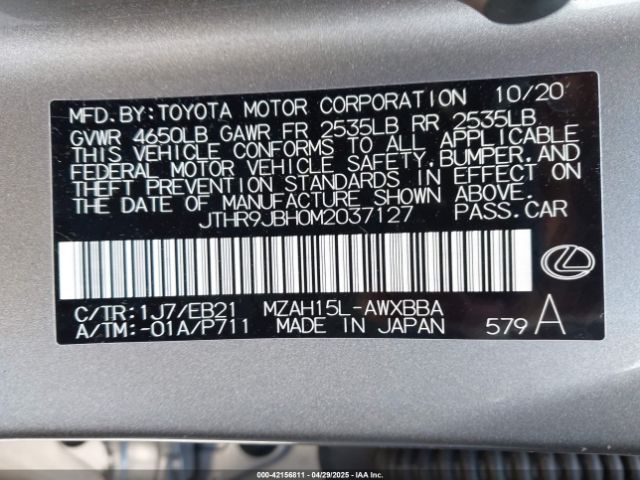 MFD.BY:TOYOTA MOTOR CORPORATION 10/20
GVWR 4650LB GAWR FR 2535LB RR 2535LB
THIS VEHICLE CONFORMS TO ALL APPLICABLE
FEDERAL MOTOR VEHICLE SAFETY,BUMPER,AND
THEFT PREVENTION STANDARDS IN EFFECT ON
THE DATE OF MANUFACTURE SHOWN ABOVE.
JTHR9JBH0M2037127 PASS.CAR
C/TR:1J7/EB21 MZAH15L-AWXBBA
A/TM:-01A/P711 MADE IN JAPAN 579 A
000-42156811 - 04/29/2025 - IAAI.com